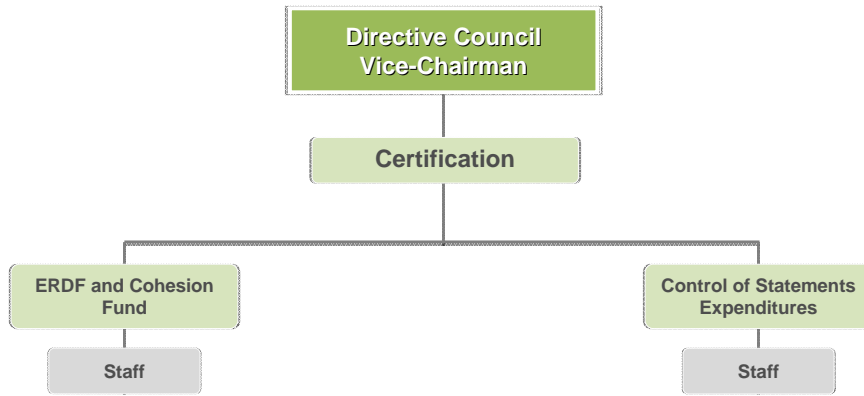 Directive Council
Vice-Chairman
Certification
ERDF and Cohesion
Fund
Control of Statements
Expenditures
Staff
Staff